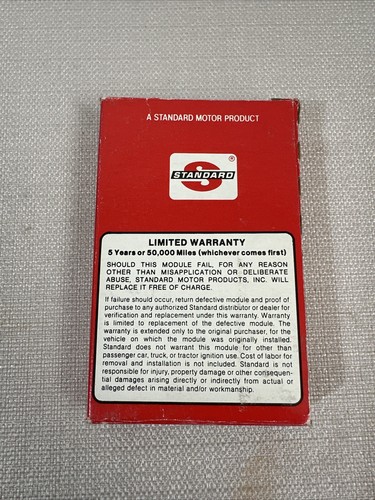 A STANDARD MOTOR PRODUCT
®
STANDARD
LIMITED WARRANTY
5 Years or 50,000 Miles (whichever comes first)
SHOULD THIS MODULE FAIL, FOR ANY REASON
OTHER THAN MISAPPLICATION OR DELIBERATE
ABUSE, STANDARD MOTOR PRODUCTS, INC. WILL
REPLACE IT FREE OF CHARGE.
If failure should occur, return defective module and proof of
purchase to any authorized Standard distributor or dealer for
verification and replacement under this warranty. Warranty
is limited to replacement of the defective module. The
warranty is extended only to the original purchaser, for the
vehicle on which the module was originally installed.
Standard does not warrant this module for other than
passenger car, truck, or tractor ignition use. Cost of labor for
removal and installation is not included. Standard is not
responsible for injury, property damage or other consequen-
tial damages arising directly or indirectly from actual or
alleged defect in material and/or workmanship.